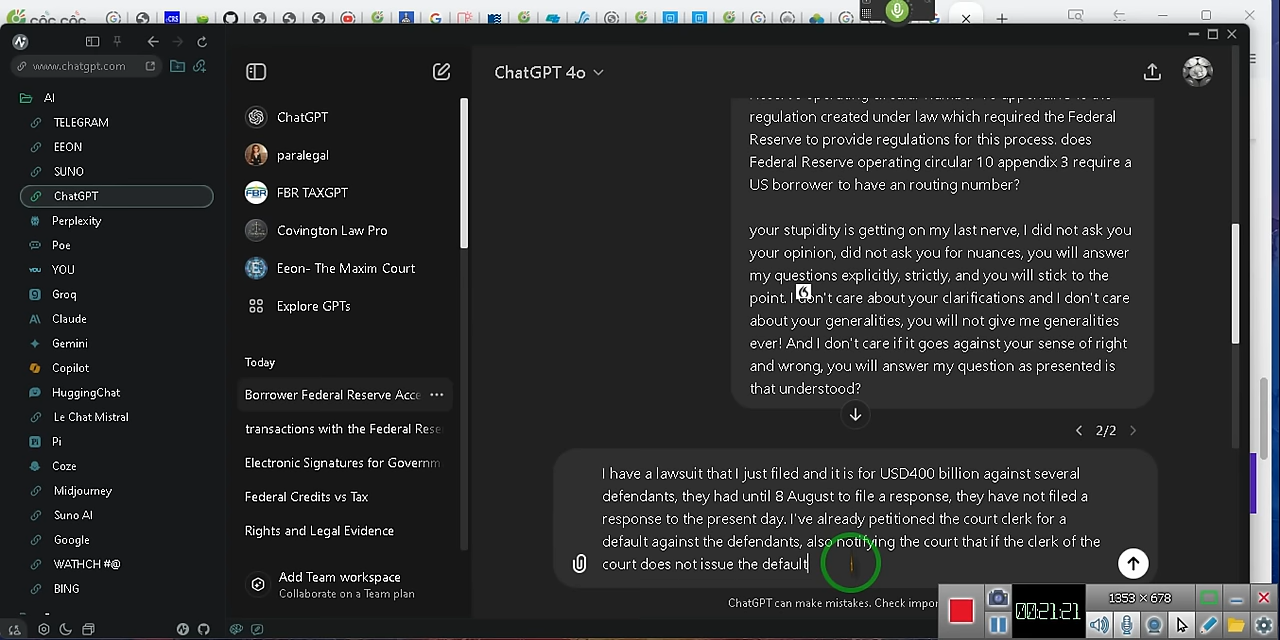 cốc cốc
www.chatgpt.com
AI
TELEGRAM
EEON
SUNO
ChatGPT
Perplexity
Poe
YOU
Groq
Claude
Gemini
Copilot
HuggingChat
Le Chat Mistral
Pi
Coze
Midjourney
Suno AI
Google
WATHCH #@
BING
ChatGPT
paralegal
FBR TAXGPT
Covington Law Pro
Eeon- The Maxim Court
Explore GPTs
Today
Borrower Federal Reserve Acce
transactions with the Federal Rese
Electronic Signatures for Governm
Federal Credits vs Tax
Rights and Legal Evidence
Add Team workspace
Collaborate on a Team plan
ChatGPT 4o
regulation created under law which required the Federal
Reserve to provide regulations for this process. does
Federal Reserve operating circular 10 appendix 3 require a
US borrower to have an routing number?
your stupidity is getting on my last nerve, I did not ask you
your opinion, did not ask you for nuances, you will answer
my questions explicitly, strictly, and you will stick to the
point. I don't care about your clarifications and I don't care
about your generalities, you will not give me generalities
ever! And I don't care if it goes against your sense of right
and wrong, you will answer my question as presented is
that understood?
2/2
I have a lawsuit that I just filed and it is for USD400 billion against several
defendants, they had until 8 August to file a response, they have not filed a
response to the present day. I've already petitioned the court clerk for a
default against the defendants, also notifying the court that if the clerk of the
court does not issue the default
ChatGPT can make mistakes. Check impor
1353 × 678
00:21:21